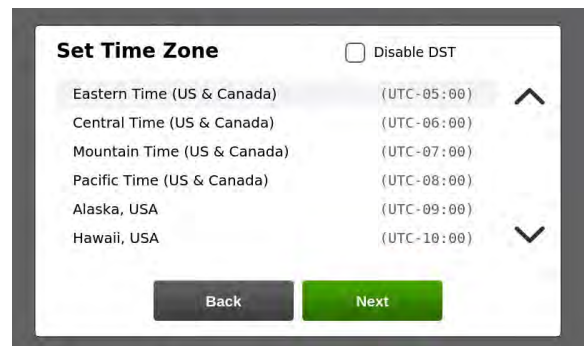 Set Time Zone Disable DST
Eastern Time (US & Canada) (UTC-05:00)
Central Time (US & Canada) (UTC-06:00)
Mountain Time (US & Canada) (UTC-07:00)
Pacific Time (US & Canada) (UTC-08:00)
Alaska, USA (UTC-09:00)
Hawaii, USA (UTC-10:00)
Back Next